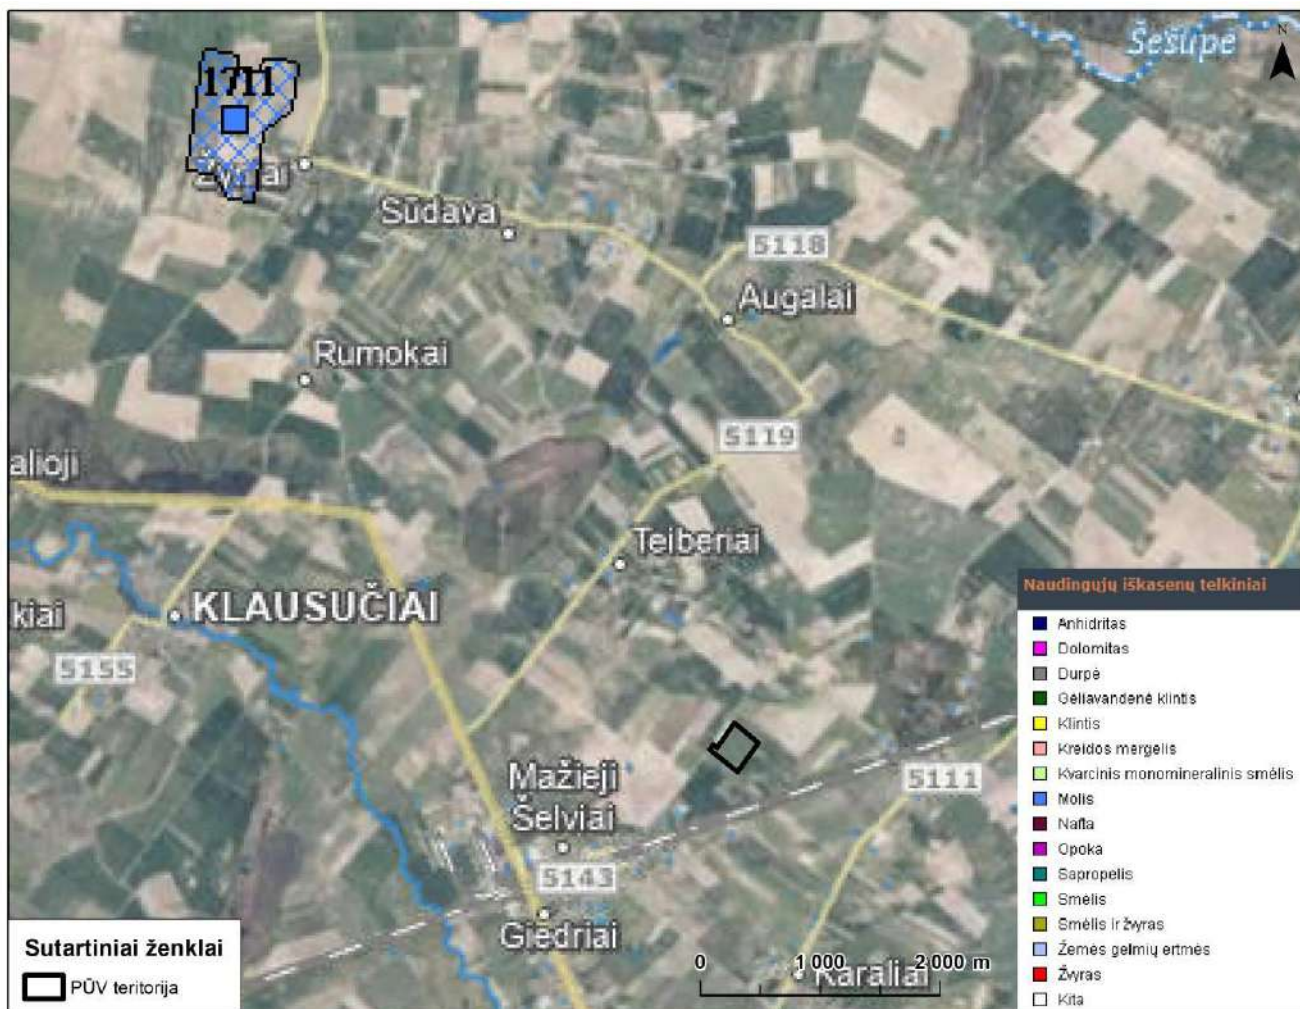 Šešupė
N
1711
Sūdava
5118
Augalai
Rumokai
5119
alioji
Teiberiai
KLAUSUČIAI
kiai
5155
Mažieji
Šelviai
5111
5143
Giedriai
Karaliai
0 1 000 2 000 m
Sutartiniai ženklai
PŪV teritorija
Naudingųjų iškasenų telkiniai
Anhidritas
Dolomitas
Durpė
Gėliavandenė klintis
Klintis
Kreidos mergelis
Kvarcinis monomineralinis smėlis
Molis
Nafta
Opoka
Sapropelis
Smėlis
Smėlis ir žvyras
Žemės gelmių ertmės
Žvyras
Kita